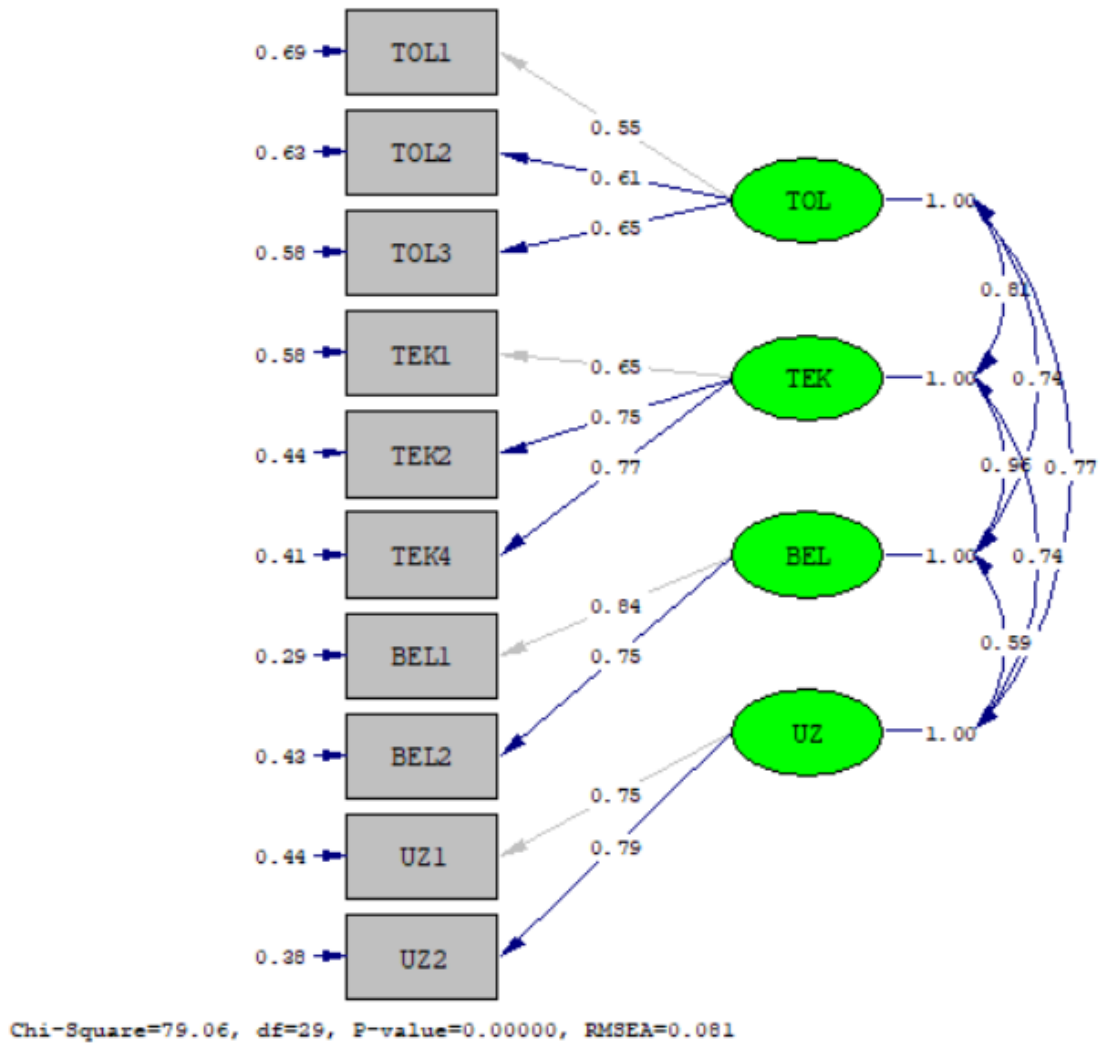 0.69 TOL1
0.55
0.63 TOL2
0.61
TOL 1.00
0.65
0.58 TOL3
0.81
0.58 TEK1
0.65
TEK 1.00 0.74
0.75
0.44 TEK2
0.77
0.96 0.77
0.41 TEK4
BEL 1.00 0.74
0.84
0.29 BEL1
0.59
0.75
UZ 1.00
0.43 BEL2
0.75
0.44 UZ1
0.79
0.38 UZ2
Chi-Square=79.06, df=29, P-value=0.00000, RMSEA=0.081